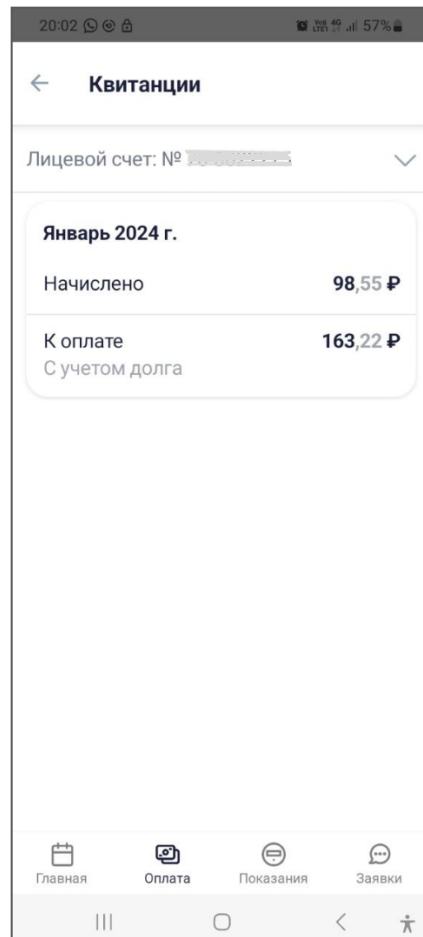 20:02 57%
Квитанции
Лицевой счет: №
Январь 2024 г.
Начислено 98,55 ₽
К оплате 163,22 ₽
С учетом долга
Главная Оплата Показания Заявки